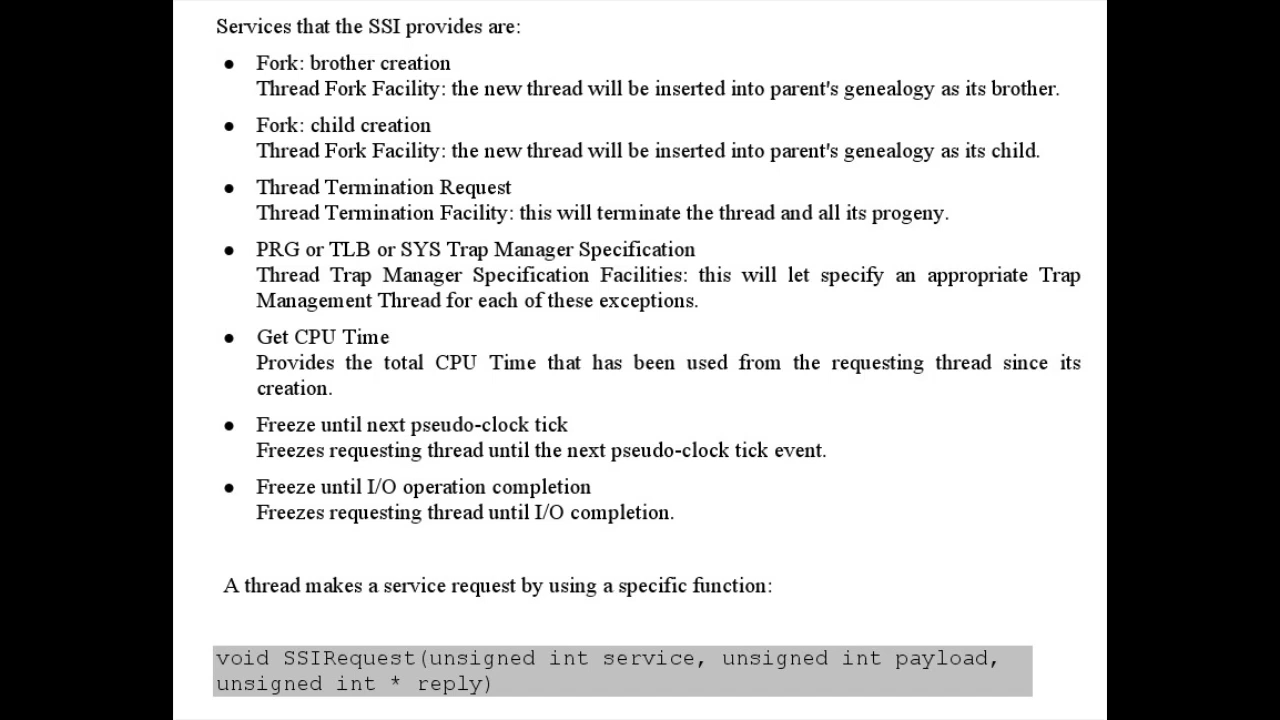 Services that the SSI provides are:
● Fork: brother creation
Thread Fork Facility: the new thread will be inserted into parent's genealogy as its brother.
● Fork: child creation
Thread Fork Facility: the new thread will be inserted into parent's genealogy as its child.
● Thread Termination Request
Thread Termination Facility: this will terminate the thread and all its progeny.
● PRG or TLB or SYS Trap Manager Specification
Thread Trap Manager Specification Facilities: this will let specify an appropriate Trap
Management Thread for each of these exceptions.
● Get CPU Time
Provides the total CPU Time that has been used from the requesting thread since its
creation.
● Freeze until next pseudo-clock tick
Freezes requesting thread until the next pseudo-clock tick event.
● Freeze until I/O operation completion
Freezes requesting thread until I/O completion.
A thread makes a service request by using a specific function:
void SSIRequest(unsigned int service, unsigned int payload,
unsigned int * reply)